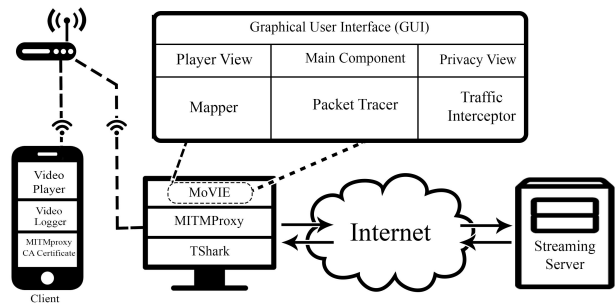 Graphical User Interface (GUI)
Player View
Main Component
Privacy View
Mapper
Packet Tracer
Traffic
Interceptor
Video
Player
Video
Logger
MITMproxy
CA Certificate
Client
MoVIE
MITMProxy
TShark
Internet
Streaming
Server